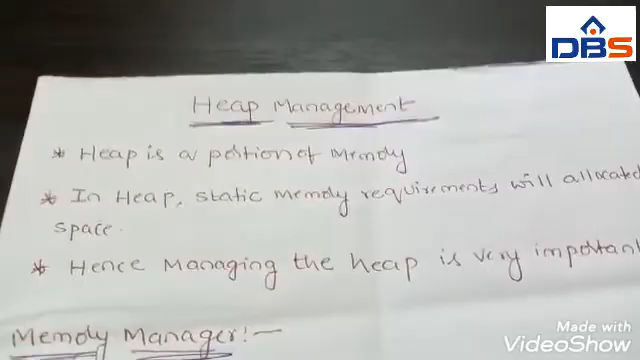 DBS
Heap Management
* Heap is a portion of Memory
* In Heap, static memory requirements will allocated
space.
* Hence Managing the heap is very important
Memory Manager!—
Made with
VideoShow